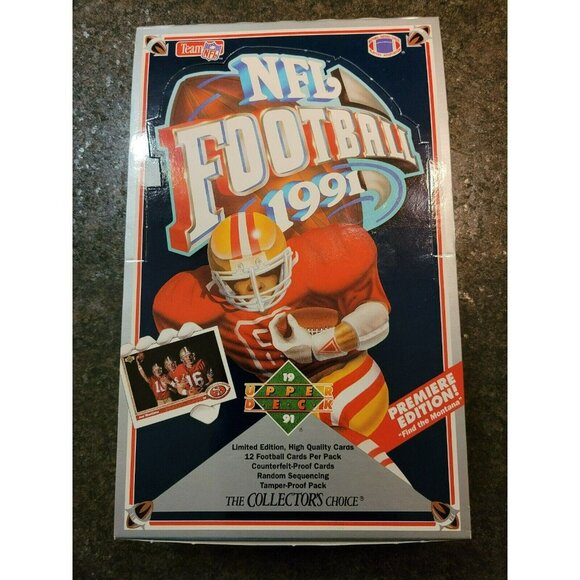 Team NFL
NFL
FOOTBALL
1991
16
19
UPPER
DECK
91
PREMIERE
EDITION!
"Find the Montana"
Limited Edition, High Quality Cards
12 Football Cards Per Pack
Counterfeit-Proof Cards
Random Sequencing
Tamper-Proof Pack
THE COLLECTOR'S CHOICE®